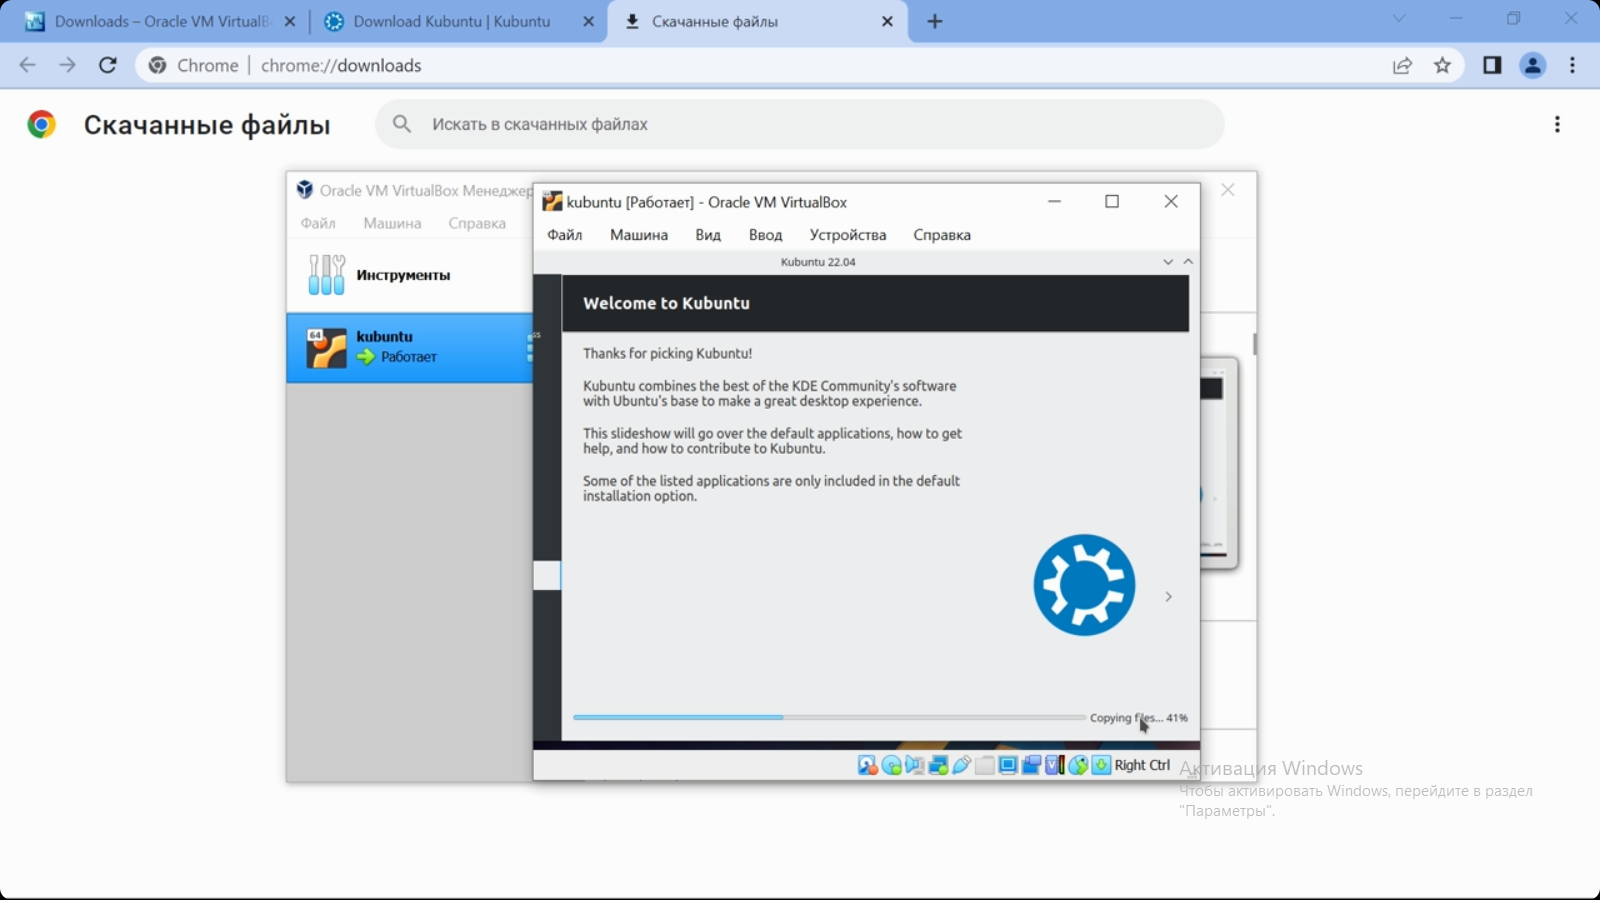 Downloads – Oracle VM VirtualB
Download Kubuntu | Kubuntu
Скачанные файлы
Chrome
chrome://downloads
Скачанные файлы
Искать в скачанных файлах
Oracle VM VirtualBox Менеджер
Файл Машина Справка
Инструменты
64
kubuntu
Работает
kubuntu [Работает] - Oracle VM VirtualBox
Файл Машина Вид Ввод Устройства Справка
Kubuntu 22.04
Welcome to Kubuntu
Thanks for picking Kubuntu!
Kubuntu combines the best of the KDE Community's software
with Ubuntu's base to make a great desktop experience.
This slideshow will go over the default applications, how to get
help, and how to contribute to Kubuntu.
Some of the listed applications are only included in the default
installation option.
Copying files... 41%
Right Ctrl
Активация Windows
Чтобы активировать Windows, перейдите в раздел
"Параметры".